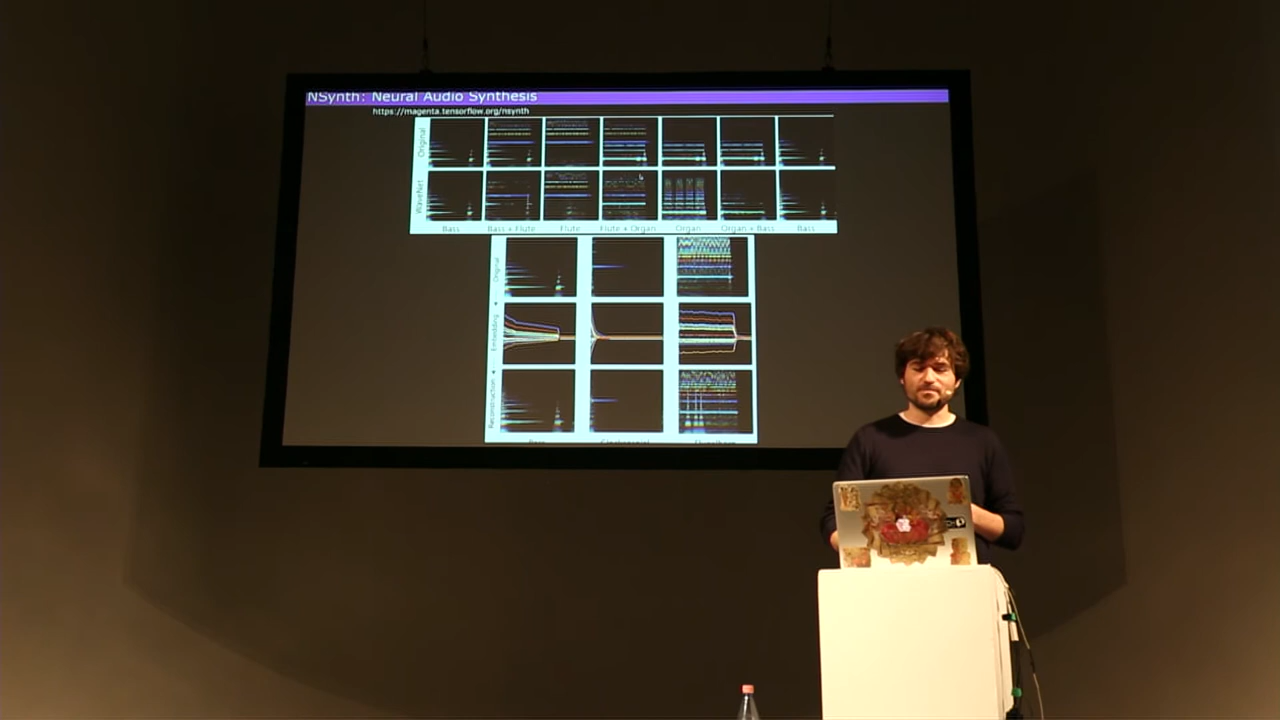 NSynth: Neural Audio Synthesis
https://magenta.tensorflow.org/nsynth
Original
WaveNet
Bass Bass + Flute Flute Flute + Organ Organ Organ + Bass Bass
Original
Embedding
Reconstruction
Bass